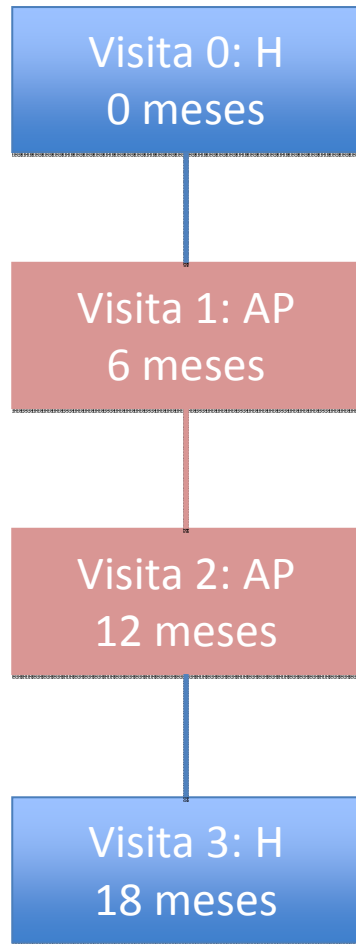 Visita 0: H
0 meses
Visita 1: AP
6 meses
Visita 2: AP
12 meses
Visita 3: H
18 meses